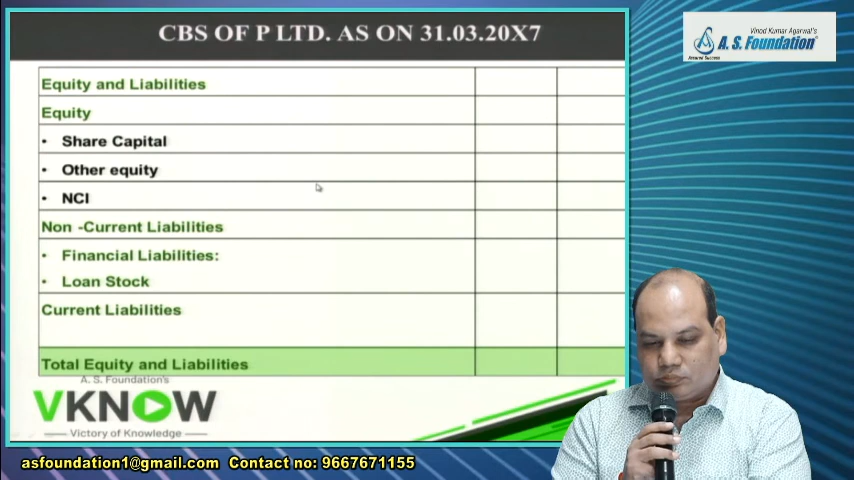 CBS OF P LTD. AS ON 31.03.20X7
Vinod Kumar Agarwal's
A. S. Foundation®
Assured Success
Equity and Liabilities
Equity
• Share Capital
• Other equity
• NCI
Non -Current Liabilities
• Financial Liabilities:
• Loan Stock
Current Liabilities
Total Equity and Liabilities
A. S. Foundation's
VKNOW
Victory of Knowledge
asfoundation1@gmail.com Contact no: 9667671155